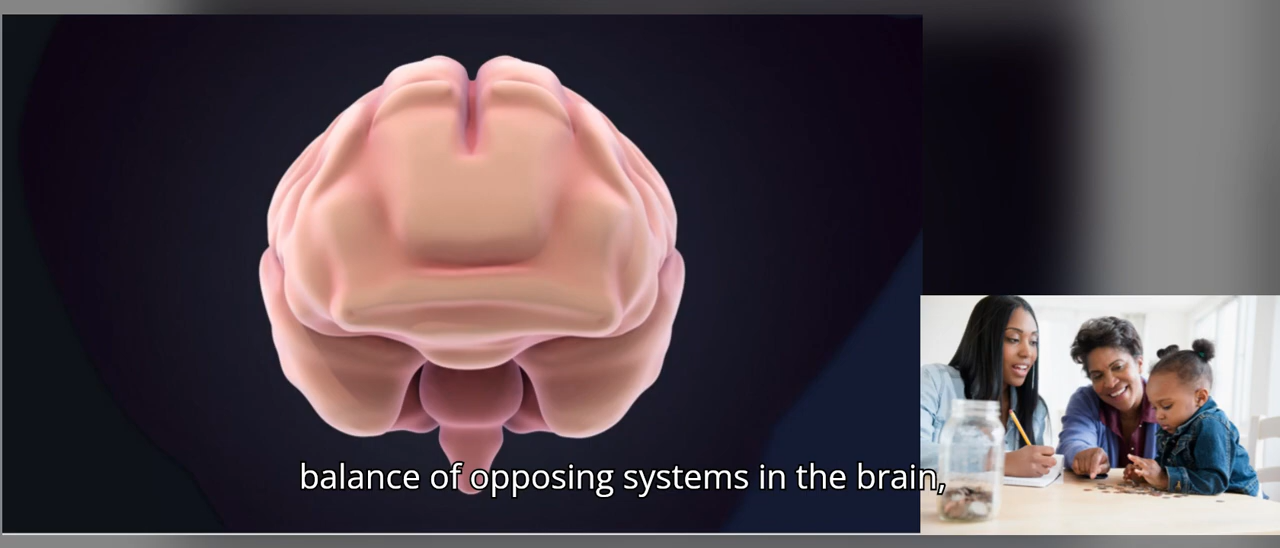 balance of opposing systems in the brain,